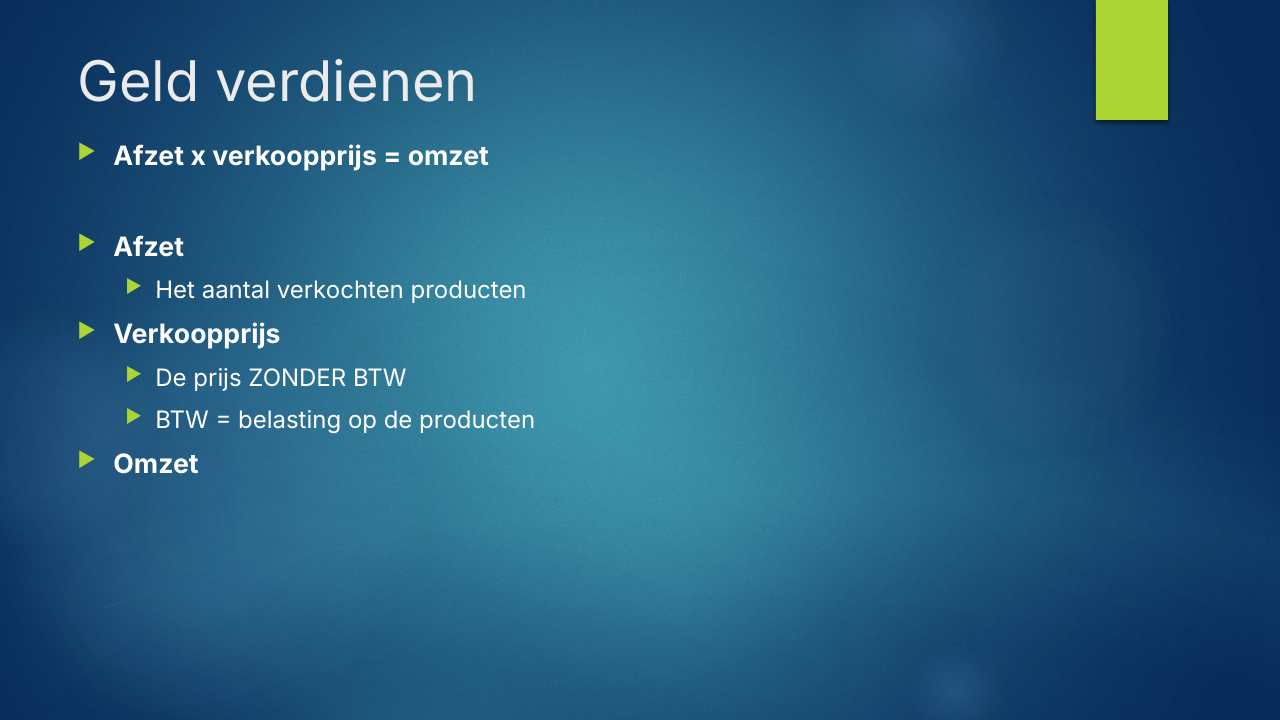 Geld verdienen
Afzet x verkoopprijs = omzet
Afzet
Het aantal verkochten producten
Verkoopprijs
De prijs ZONDER BTW
BTW = belasting op de producten
Omzet